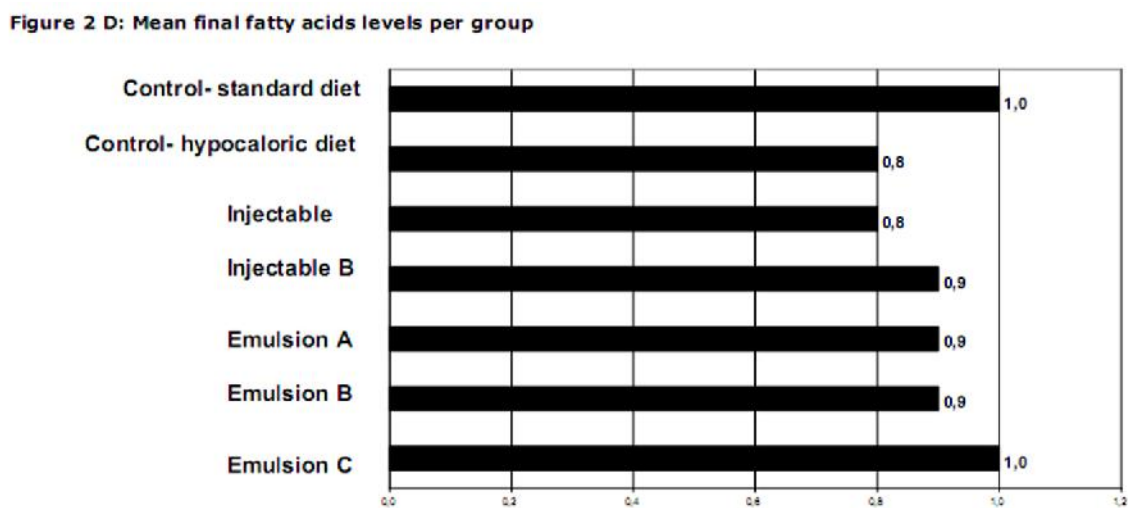 Figure 2 D: Mean final fatty acids levels per group
Control- standard diet
1,0
Control- hypocaloric diet
0,8
Injectable
0,8
Injectable B
0,9
Emulsion A
0,9
Emulsion B
0,9
Emulsion C
1,0
0,0 0,2 0,4 0,6 0,8 1,0 1,2